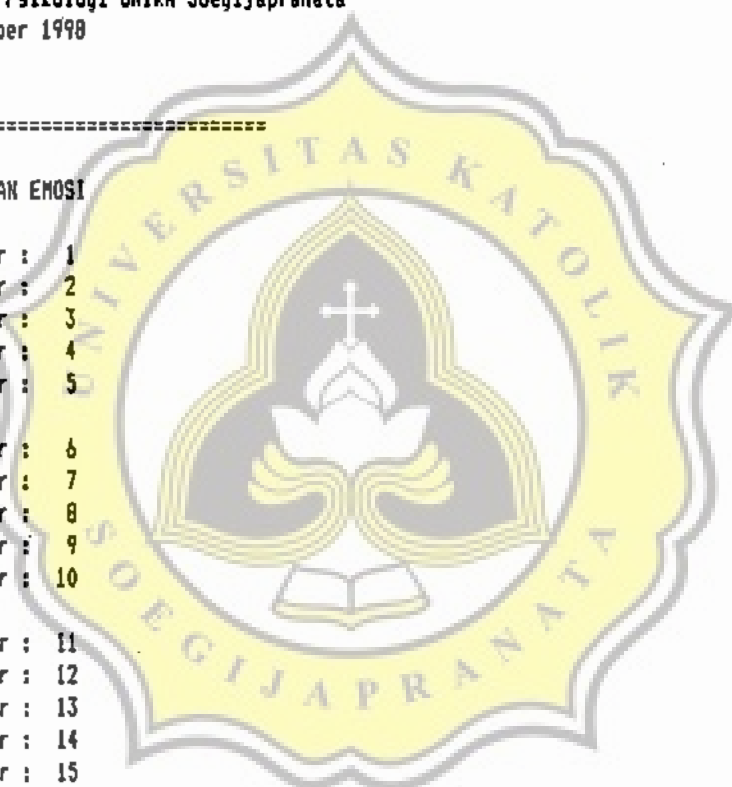 Psikologi UNIKA Soegijapranata
ber 1998
=========================
AN EMOSI
r : 1
r : 2
r : 3
r : 4
r : 5
r : 6
r : 7
r : 8
r : 9
r : 10
r : 11
r : 12
r : 13
r : 14
r : 15
UNIVERSITAS KATOLIK
SOEGIJAPRANATA